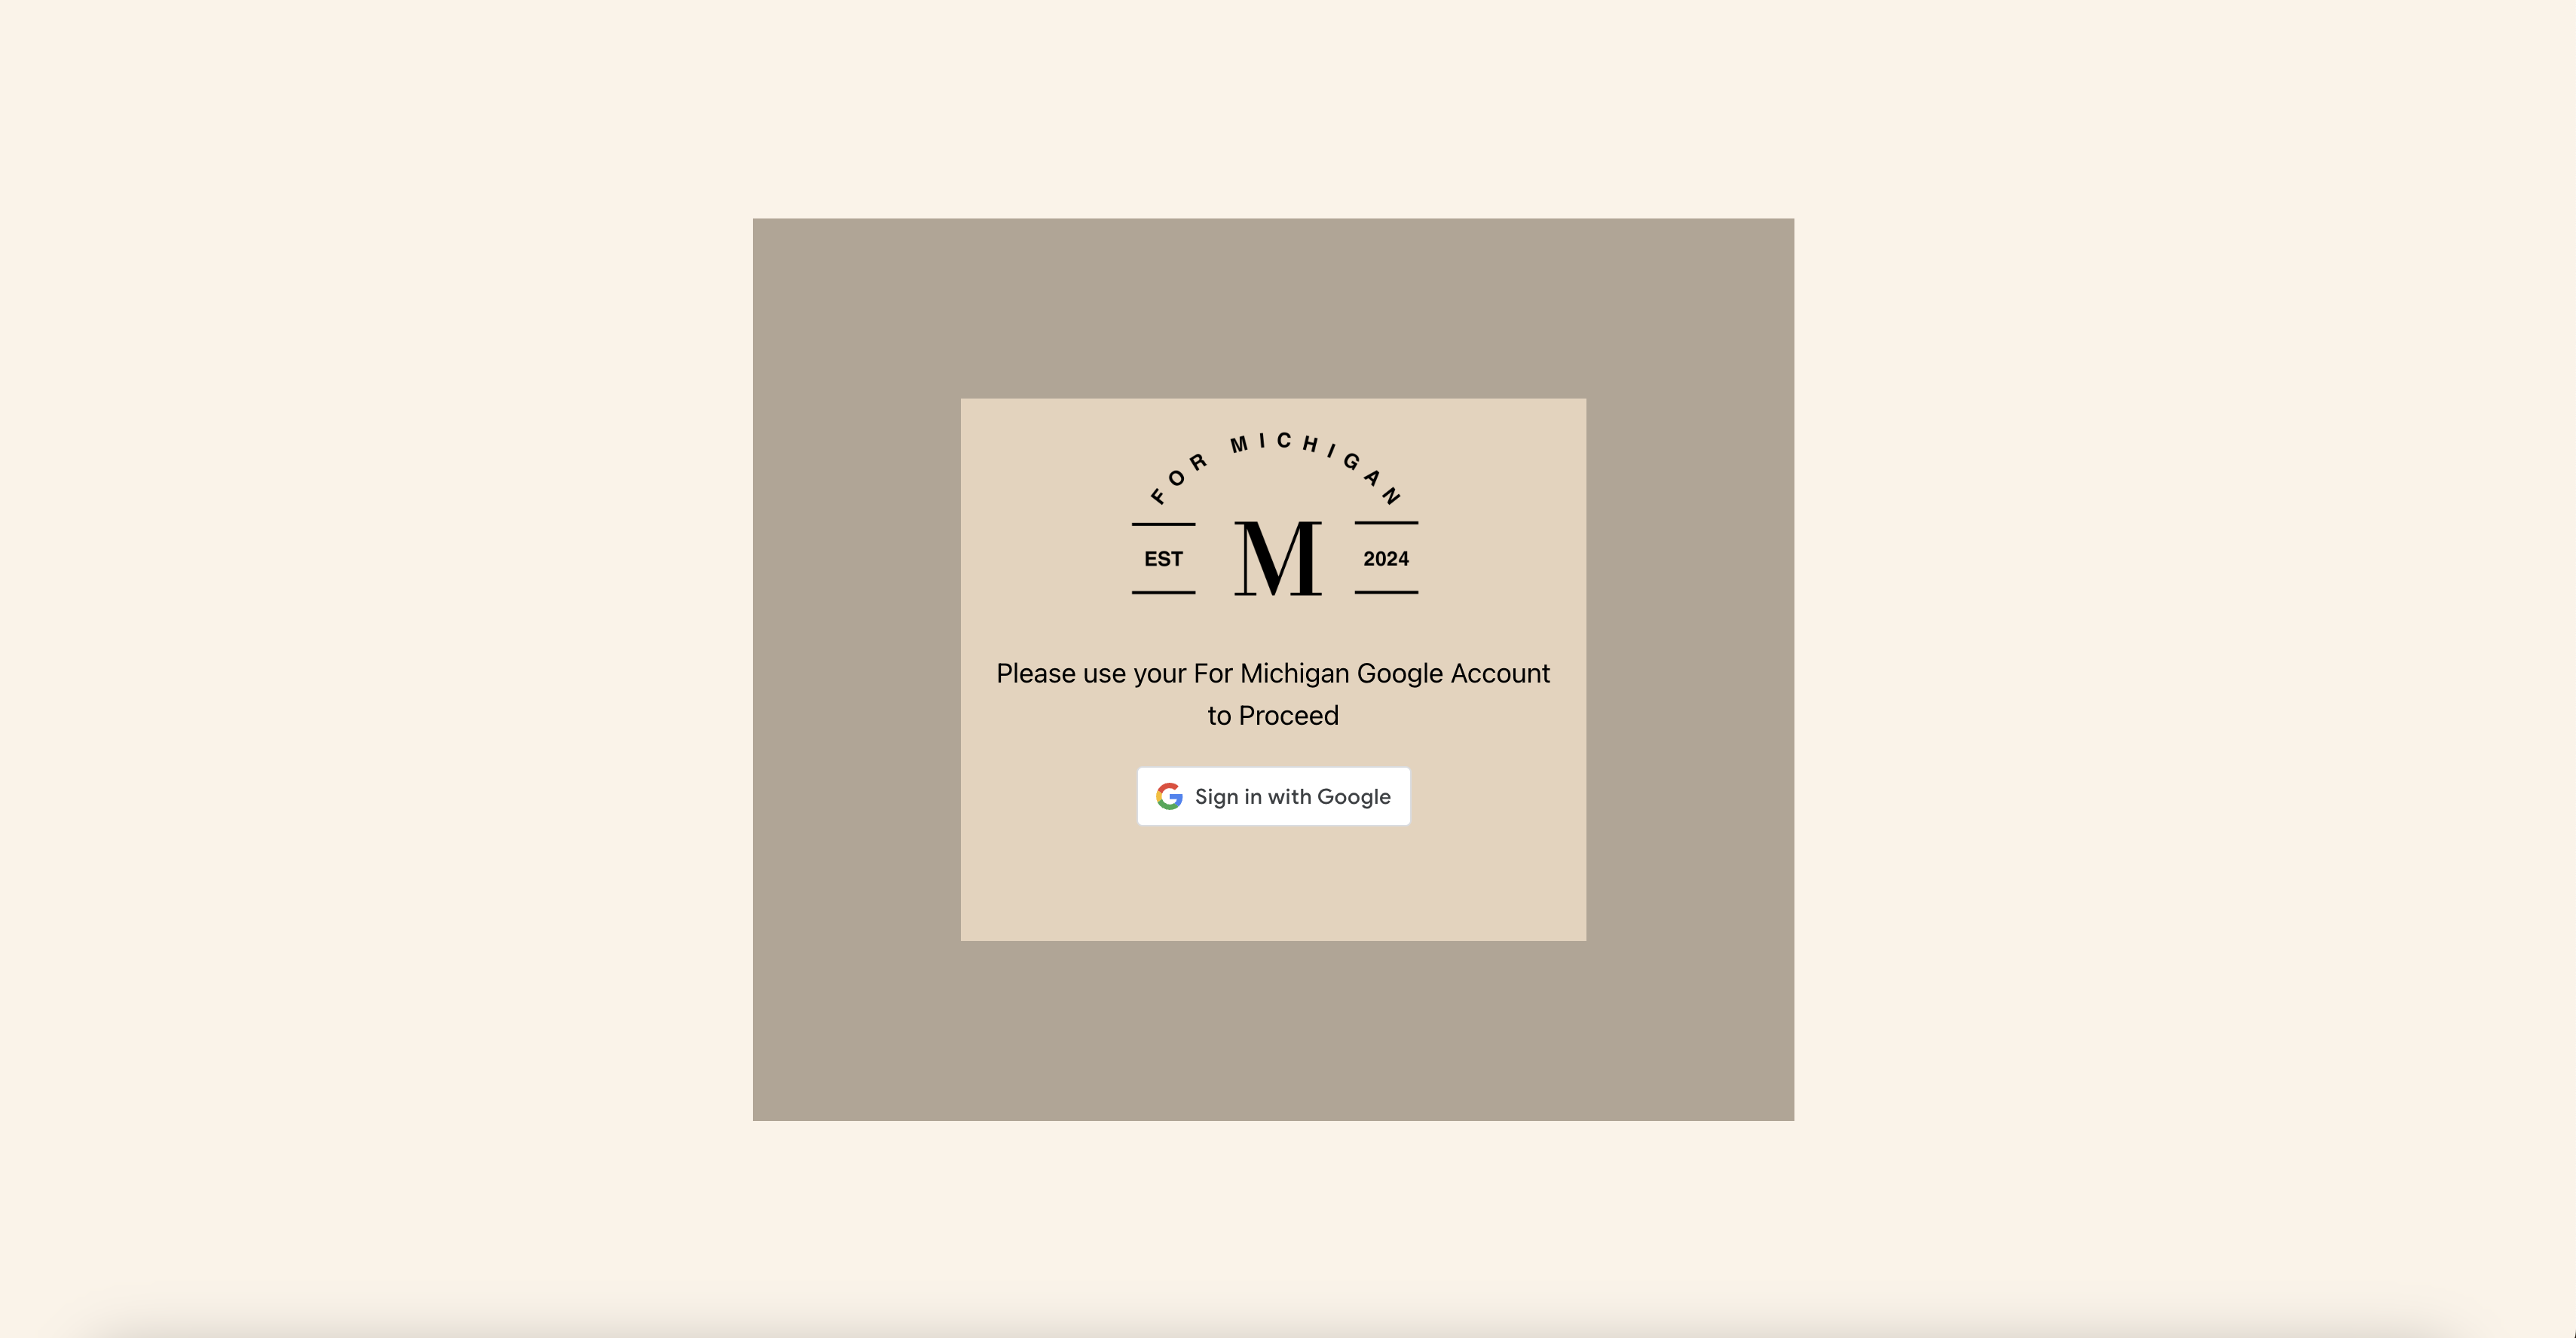 FOR MICHIGAN
EST M 2024
Please use your For Michigan Google Account
to Proceed
Sign in with Google